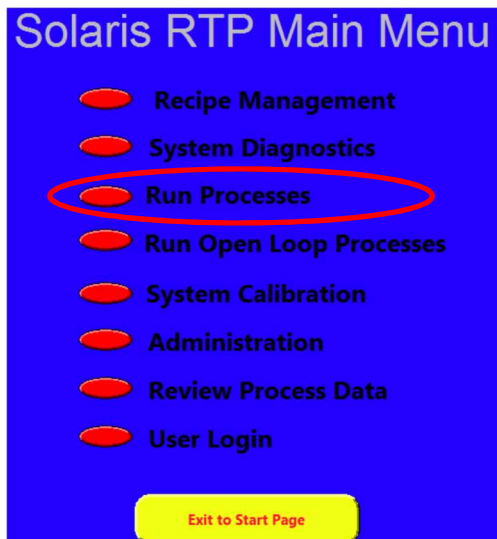 Solaris RTP Main Menu
Recipe Management
System Diagnostics
Run Processes
Run Open Loop Processes
System Calibration
Administration
Review Process Data
User Login
Exit to Start Page